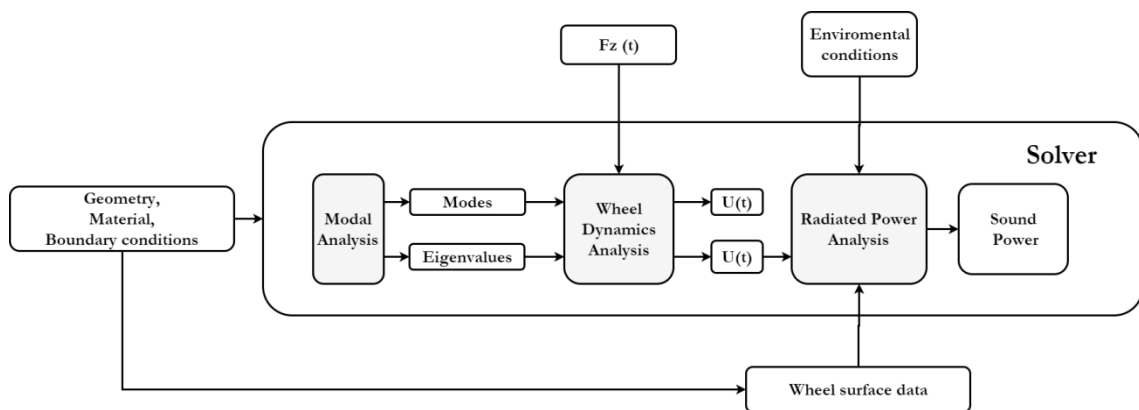 Fz (t)
Enviromental
conditions
Solver
Geometry,
Material,
Boundary conditions
Modal
Analysis
Modes
Eigenvalues
Wheel
Dynamics
Analysis
U(t)
U(t)
Radiated Power
Analysis
Sound
Power
Wheel surface data